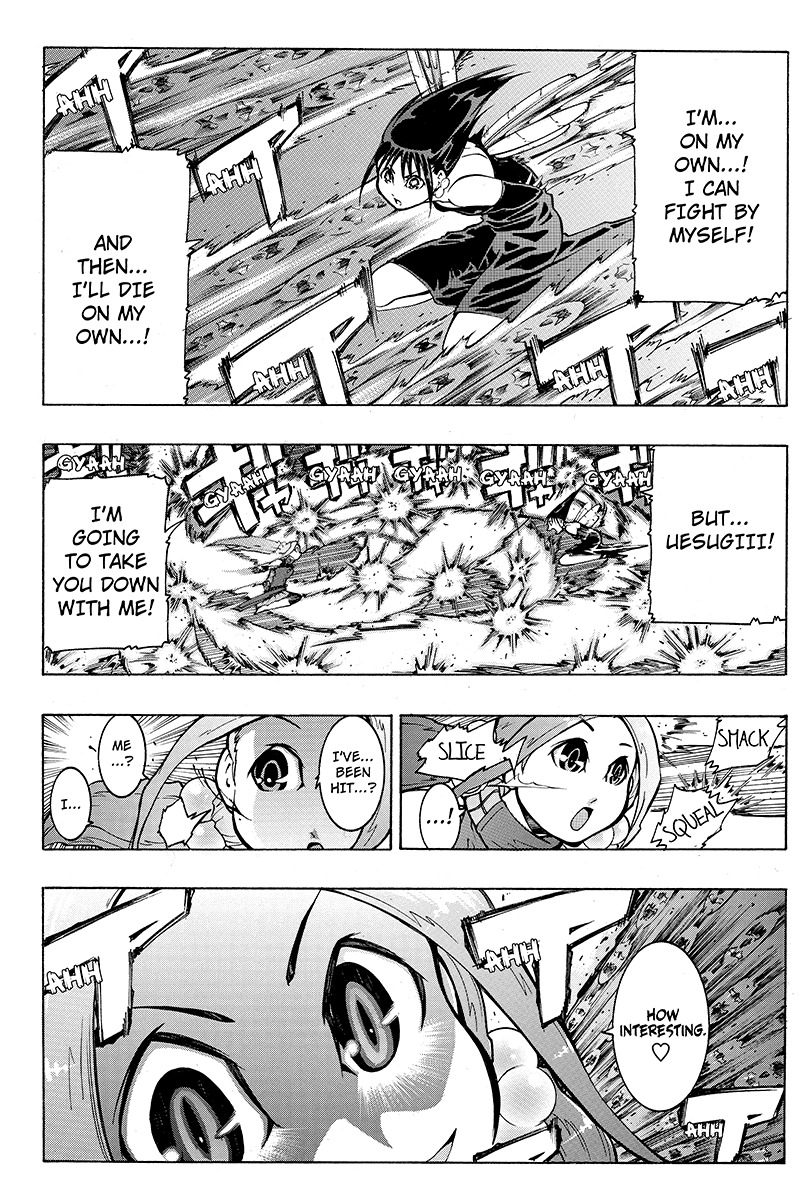 I'M...
ON MY
OWN...!
I CAN
FIGHT BY
MYSELF!
AHH
AHH
AND
THEN...
I'LL DIE
ON MY
OWN...!
AHH
AHH
AHH
BUT...
UESUGIII!
GYAAH
GYAAH
GYAAH
GYAAH
GYAAH
GYAAH
I'M
GOING
TO TAKE
YOU DOWN
WITH ME!
SMACK
SQUEAL
SLICE
...!
I'VE...
BEEN
HIT...?
ME
...?
I...
HOW
INTERESTING.
♡
AHH
AHH
AHH